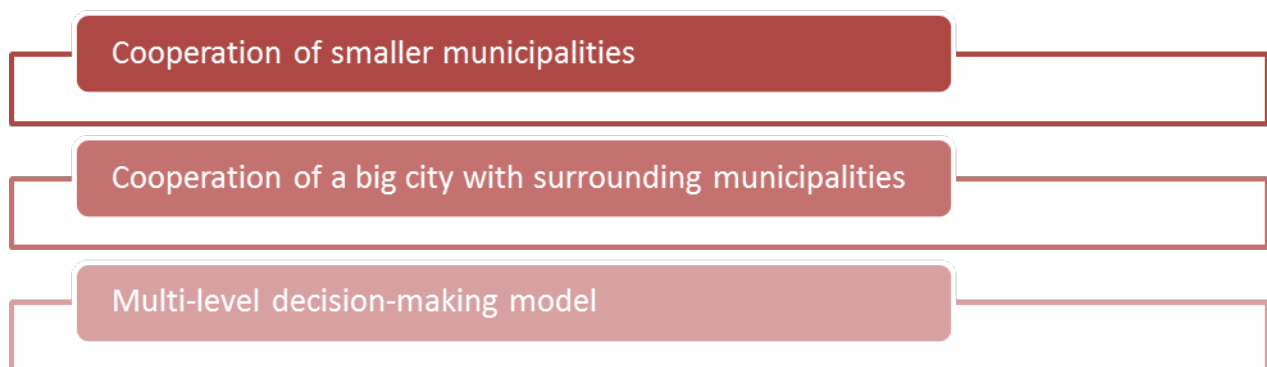 Cooperation of smaller municipalities
Cooperation of a big city with surrounding municipalities
Multi-level decision-making model